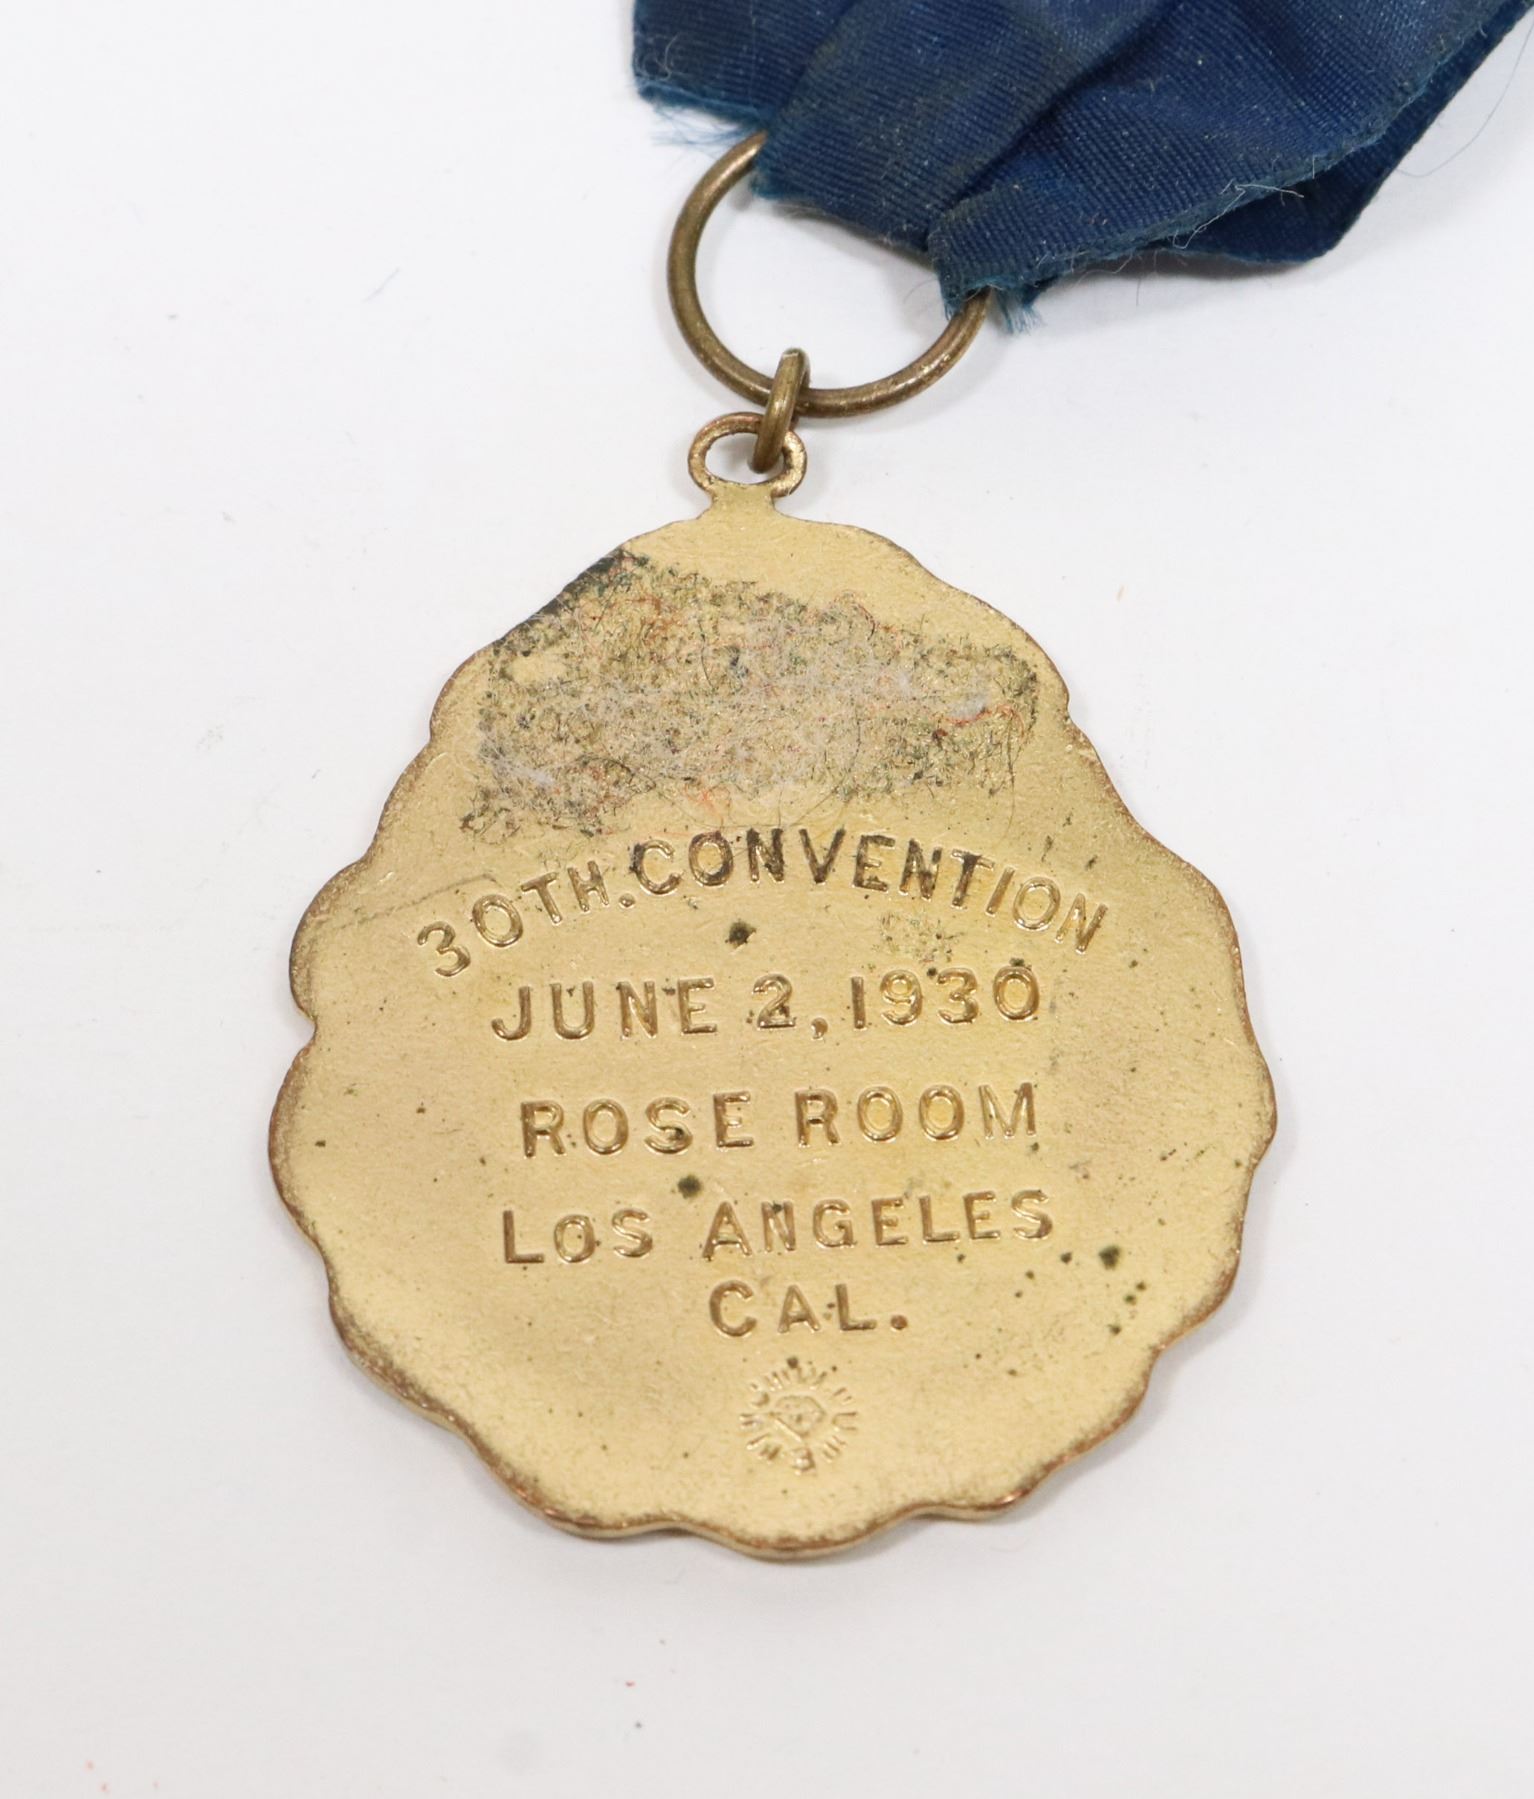 30TH. CONVENTION
JUNE 2, 1930
ROSE ROOM
LOS ANGELES
CAL.